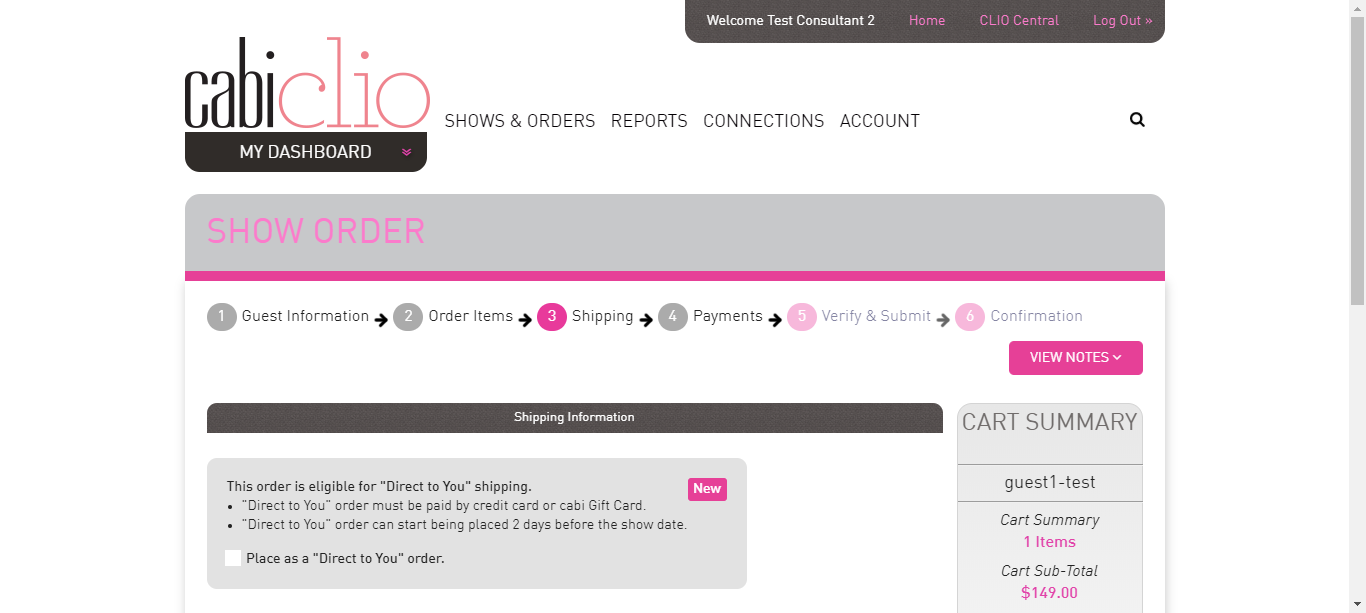 Welcome Test Consultant 2 Home CLIO Central Log Out »
cabiclio
SHOWS & ORDERS REPORTS CONNECTIONS ACCOUNT
MY DASHBOARD
SHOW ORDER
1 Guest Information 2 Order Items 3 Shipping 4 Payments 5 Verify & Submit 6 Confirmation
VIEW NOTES
Shipping Information
This order is eligible for "Direct to You" shipping.
New
• "Direct to You" order must be paid by credit card or cabi Gift Card.
• "Direct to You" order can start being placed 2 days before the show date.
Place as a "Direct to You" order.
CART SUMMARY
guest1-test
Cart Summary
1 Items
Cart Sub-Total
$149.00